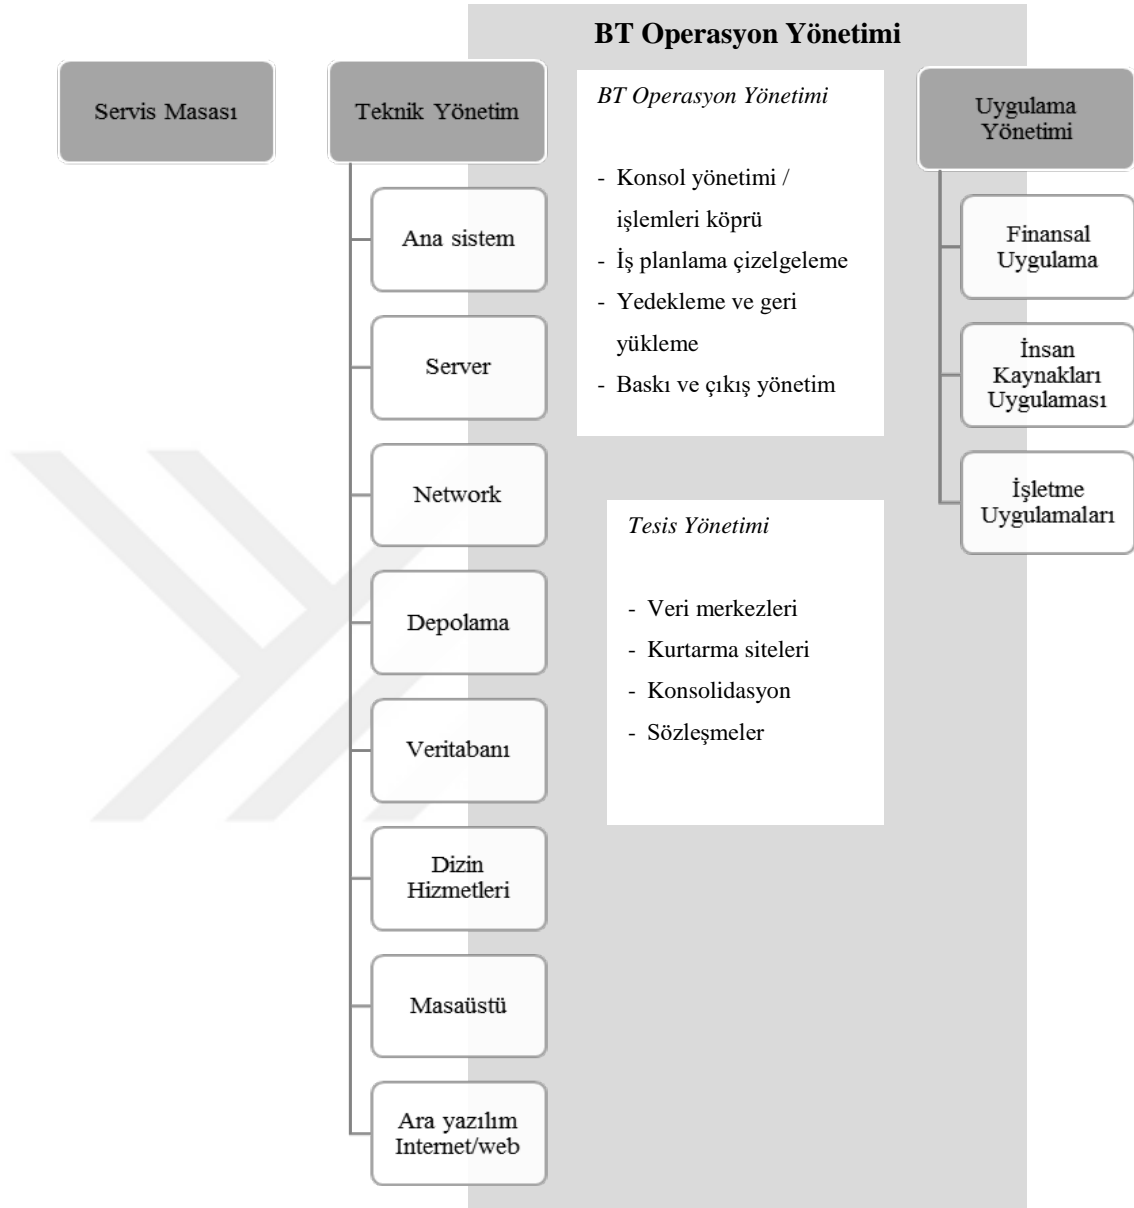 BT Operasyon Yönetimi
Servis Masası
Teknik Yönetim
Ana sistem
Server
Network
Depolama
Veritabanı
Dizin
Hizmetleri
Masaüstü
Ara yazılım
Internet/web
BT Operasyon Yönetimi
- Konsol yönetimi /
işlemleri köprü
- İş planlama çizelgeleme
- Yedekleme ve geri
yükleme
- Baskı ve çıkış yönetim
Tesis Yönetimi
- Veri merkezleri
- Kurtarma siteleri
- Konsolidasyon
- Sözleşmeler
Uygulama
Yönetimi
Finansal
Uygulama
İnsan
Kaynakları
Uygulaması
İşletme
Uygulamaları